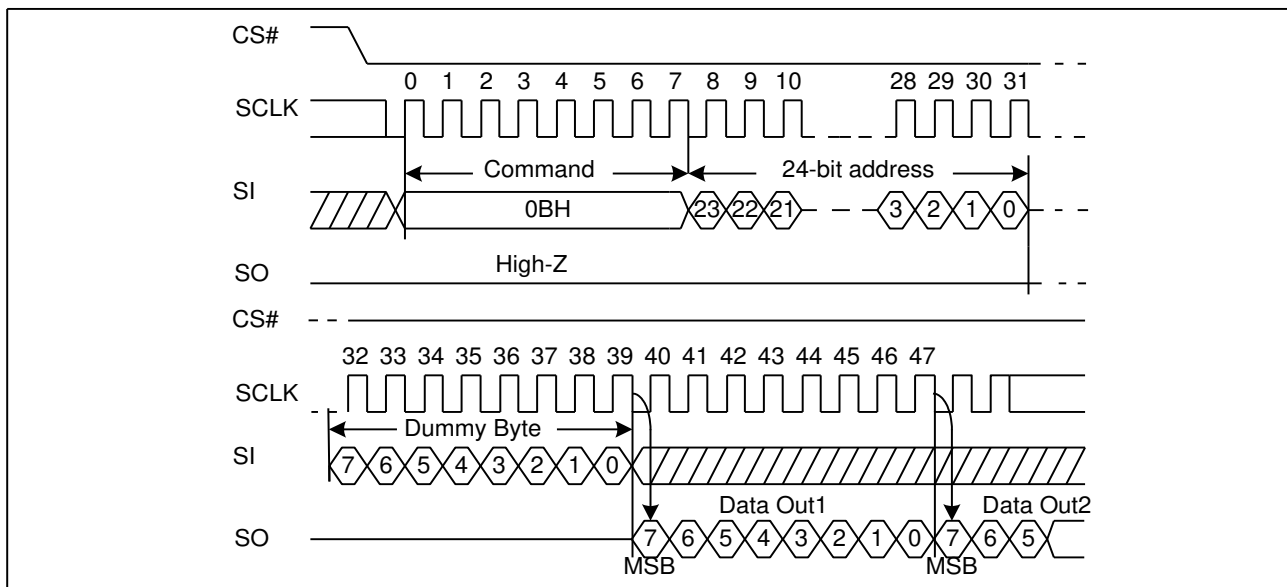 CS#
0 1 2 3 4 5 6 7 8 9 10 28 29 30 31
SCLK
Command 24-bit address
SI
0BH 23 22 21 3 2 1 0
High-Z
SO
CS#
32 33 34 35 36 37 38 39 40 41 42 43 44 45 46 47
SCLK
Dummy Byte
SI
7 6 5 4 3 2 1 0
Data Out1 Data Out2
SO
7 6 5 4 3 2 1 0 7 6 5
MSB MSB